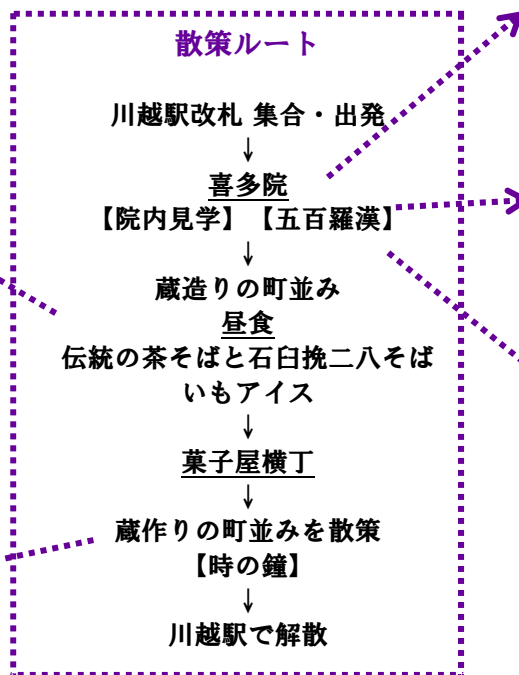 散策ルート
川越駅改札 集合・出発
↓
喜多院
【院内見学】【五百羅漢】
↓
蔵造りの町並み
昼食
伝統の茶そばと石臼挽二八そば
いもアイス
↓
菓子屋横丁
↓
蔵作りの町並みを散策
【時の鐘】
↓
川越駅で解散